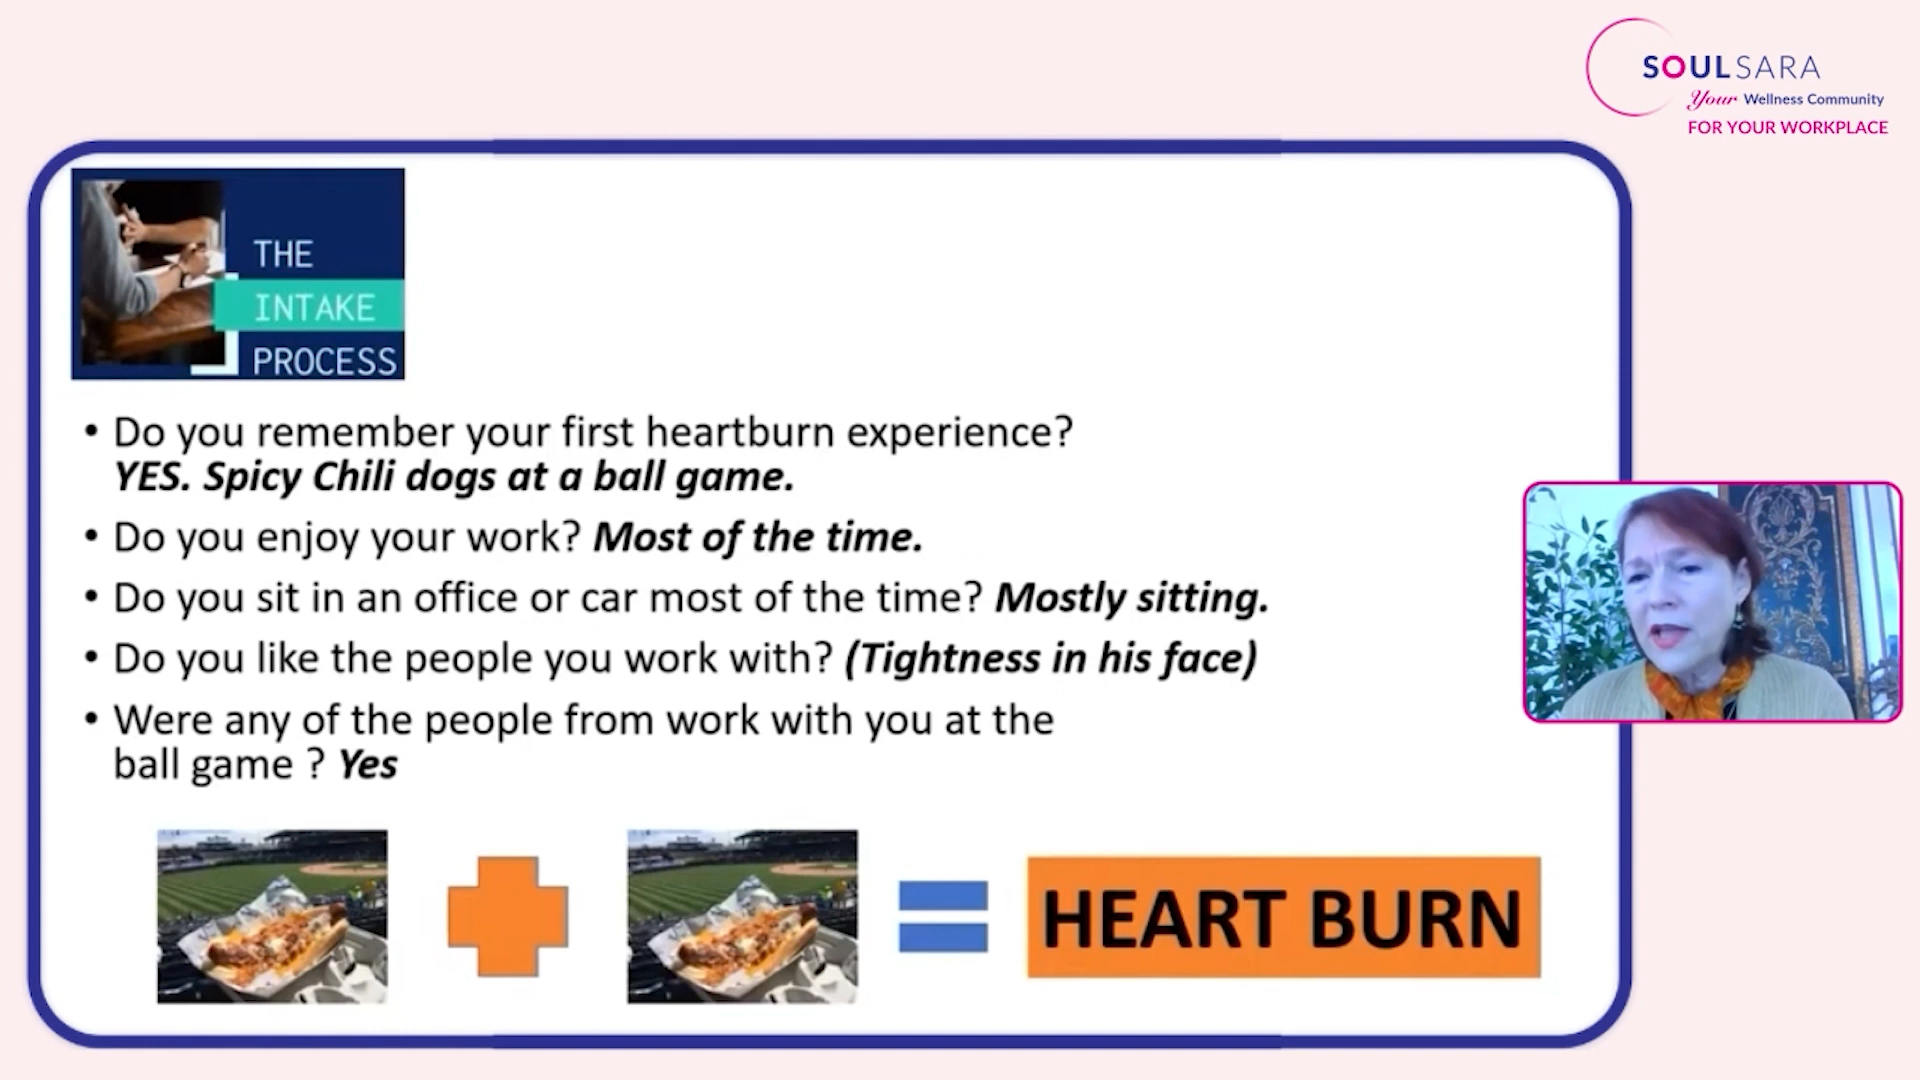 SOULSARA
Your Wellness Community
FOR YOUR WORKPLACE
THE
INTAKE
PROCESS
• Do you remember your first heartburn experience?
YES. Spicy Chili dogs at a ball game.
• Do you enjoy your work? Most of the time.
• Do you sit in an office or car most of the time? Mostly sitting.
• Do you like the people you work with? (Tightness in his face)
• Were any of the people from work with you at the
ball game ? Yes
HEART BURN